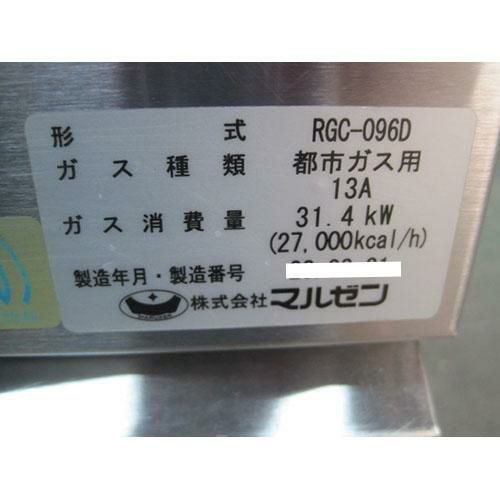 形式 RGC-096D
ガス種類 都市ガス用
13A
ガス消費量 31.4 kW
(27,000kcal/h)
製造年月・製造番号
株式会社 マルゼン